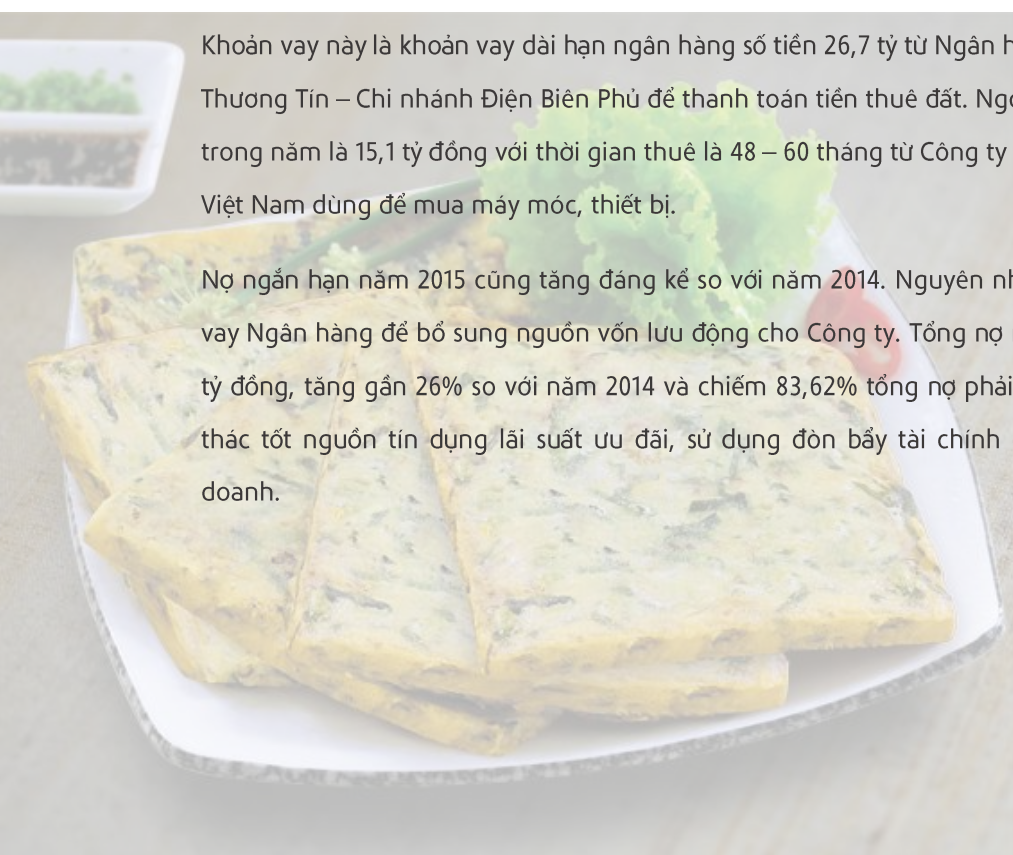 Khoản vay này là khoản vay dài hạn ngân hàng số tiền 26,7 tỷ từ Ngân
Thương Tín – Chi nhánh Điện Biên Phủ để thanh toán tiền thuê đất.
trong năm là 15,1 tỷ đồng với thời gian thuê là 48 – 60 tháng từ Công ty
Việt Nam dùng để mua máy móc, thiết bị.
Nợ ngắn hạn năm 2015 cũng tăng đáng kể so với năm 2014. Nguyên
vay Ngân hàng để bổ sung nguồn vốn lưu động cho Công ty. Tổng nợ
tỷ đồng, tăng gần 26% so với năm 2014 và chiếm 83,62% tổng nợ phải
thác tốt nguồn tín dụng lãi suất ưu đãi, sử dụng đòn bẩy tài chính
doanh.